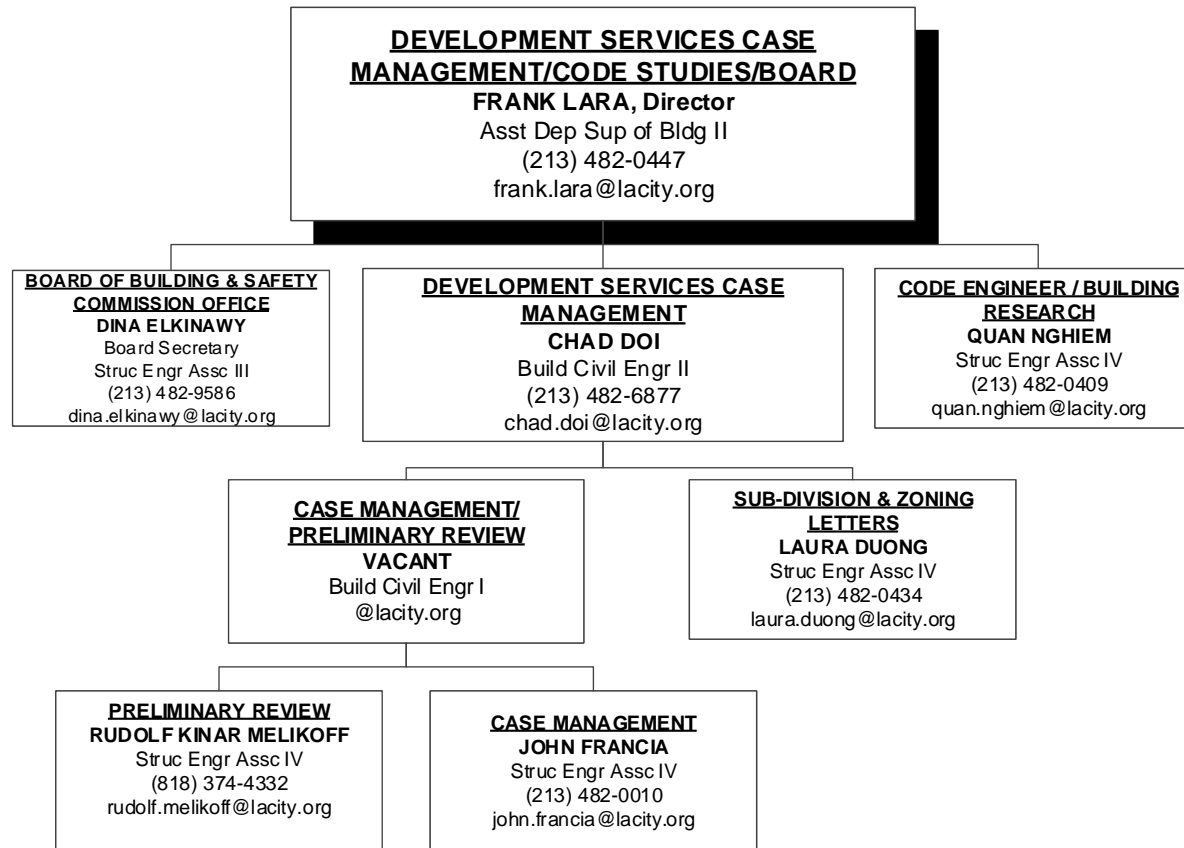 DEVELOPMENT SERVICES CASE
MANAGEMENT/CODE STUDIES/BOARD
FRANK LARA, Director
Asst Dep Sup of Bldg II
(213) 482-0447
frank.lara@lacity.org
BOARD OF BUILDING & SAFETY
COMMISSION OFFICE
DINA ELKINAWY
Board Secretary
Struc Engr Assc III
(213) 482-9586
dina.elkinawy@lacity.org
DEVELOPMENT SERVICES CASE
MANAGEMENT
CHAD DOI
Build Civil Engr II
(213) 482-6877
chad.doi@lacity.org
CODE ENGINEER / BUILDING
RESEARCH
QUAN NGHIEM
Struc Engr Assc IV
(213) 482-0409
quan.nghiem@lacity.org
CASE MANAGEMENT/
PRELIMINARY REVIEW
VACANT
Build Civil Engr I
@lacity.org
SUB-DIVISION & ZONING
LETTERS
LAURA DUONG
Struc Engr Assc IV
(213) 482-0434
laura.duong@lacity.org
PRELIMINARY REVIEW
RUDOLF KINAR MELIKOFF
Struc Engr Assc IV
(818) 374-4332
rudolf.melikoff@lacity.org
CASE MANAGEMENT
JOHN FRANCIA
Struc Engr Assc IV
(213) 482-0010
john.francia@lacity.org